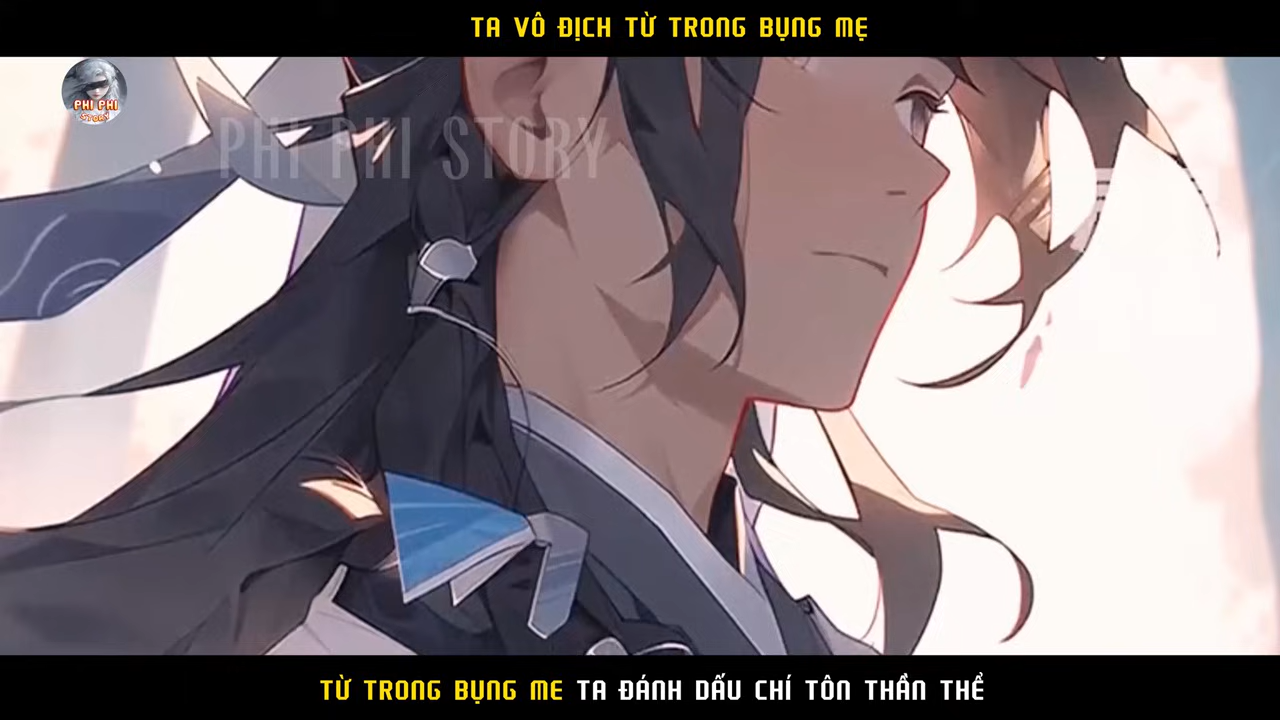 TA VÔ ĐỊCH TỪ TRONG BỤNG MẸ
PHI PHI
STORY
PHI PHI STORY
TỪ TRONG BỤNG MẸ TA ĐÁNH DẤU CHÍ TÔN THẦN THỂ